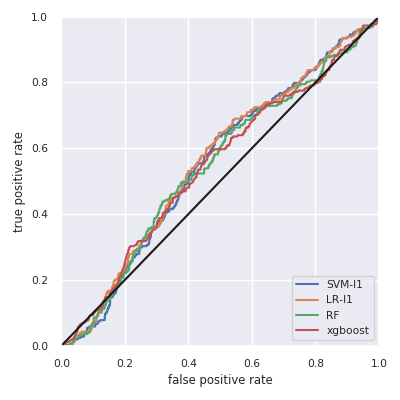 1.0
0.8
0.6
0.4
0.2
0.0
true positive rate
0.0 0.2 0.4 0.6 0.8 1.0
false positive rate
SVM-l1
LR-l1
RF
xgboost